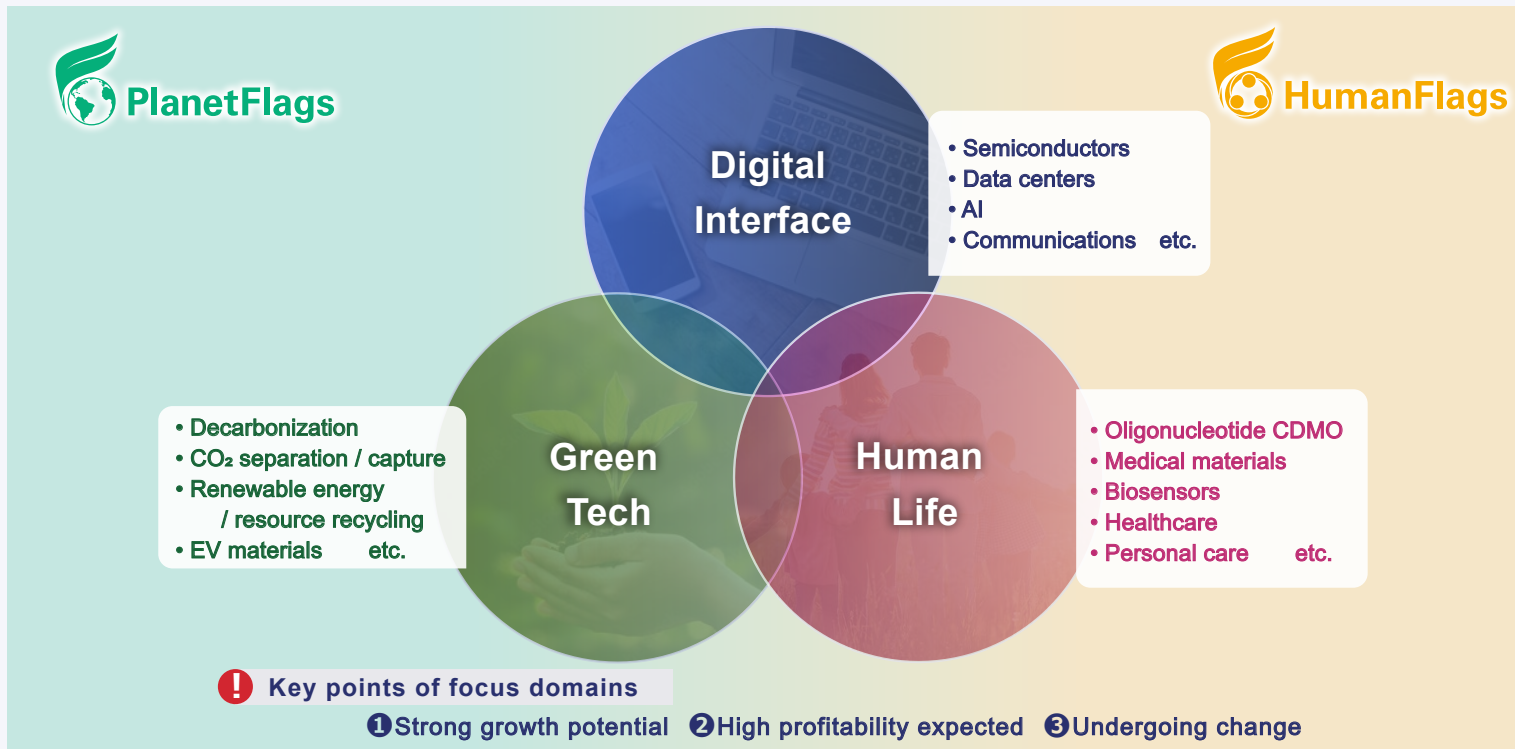 PlanetFlags
HumanFlags
Digital
Interface
• Semiconductors
• Data centers
• AI
• Communications etc.
• Decarbonization
• CO₂ separation / capture
• Renewable energy
/ resource recycling
• EV materials etc.
Green
Tech
Human
Life
• Oligonucleotide CDMO
• Medical materials
• Biosensors
• Healthcare
• Personal care etc.
! Key points of focus domains
❶Strong growth potential ❷High profitability expected ❸Undergoing change